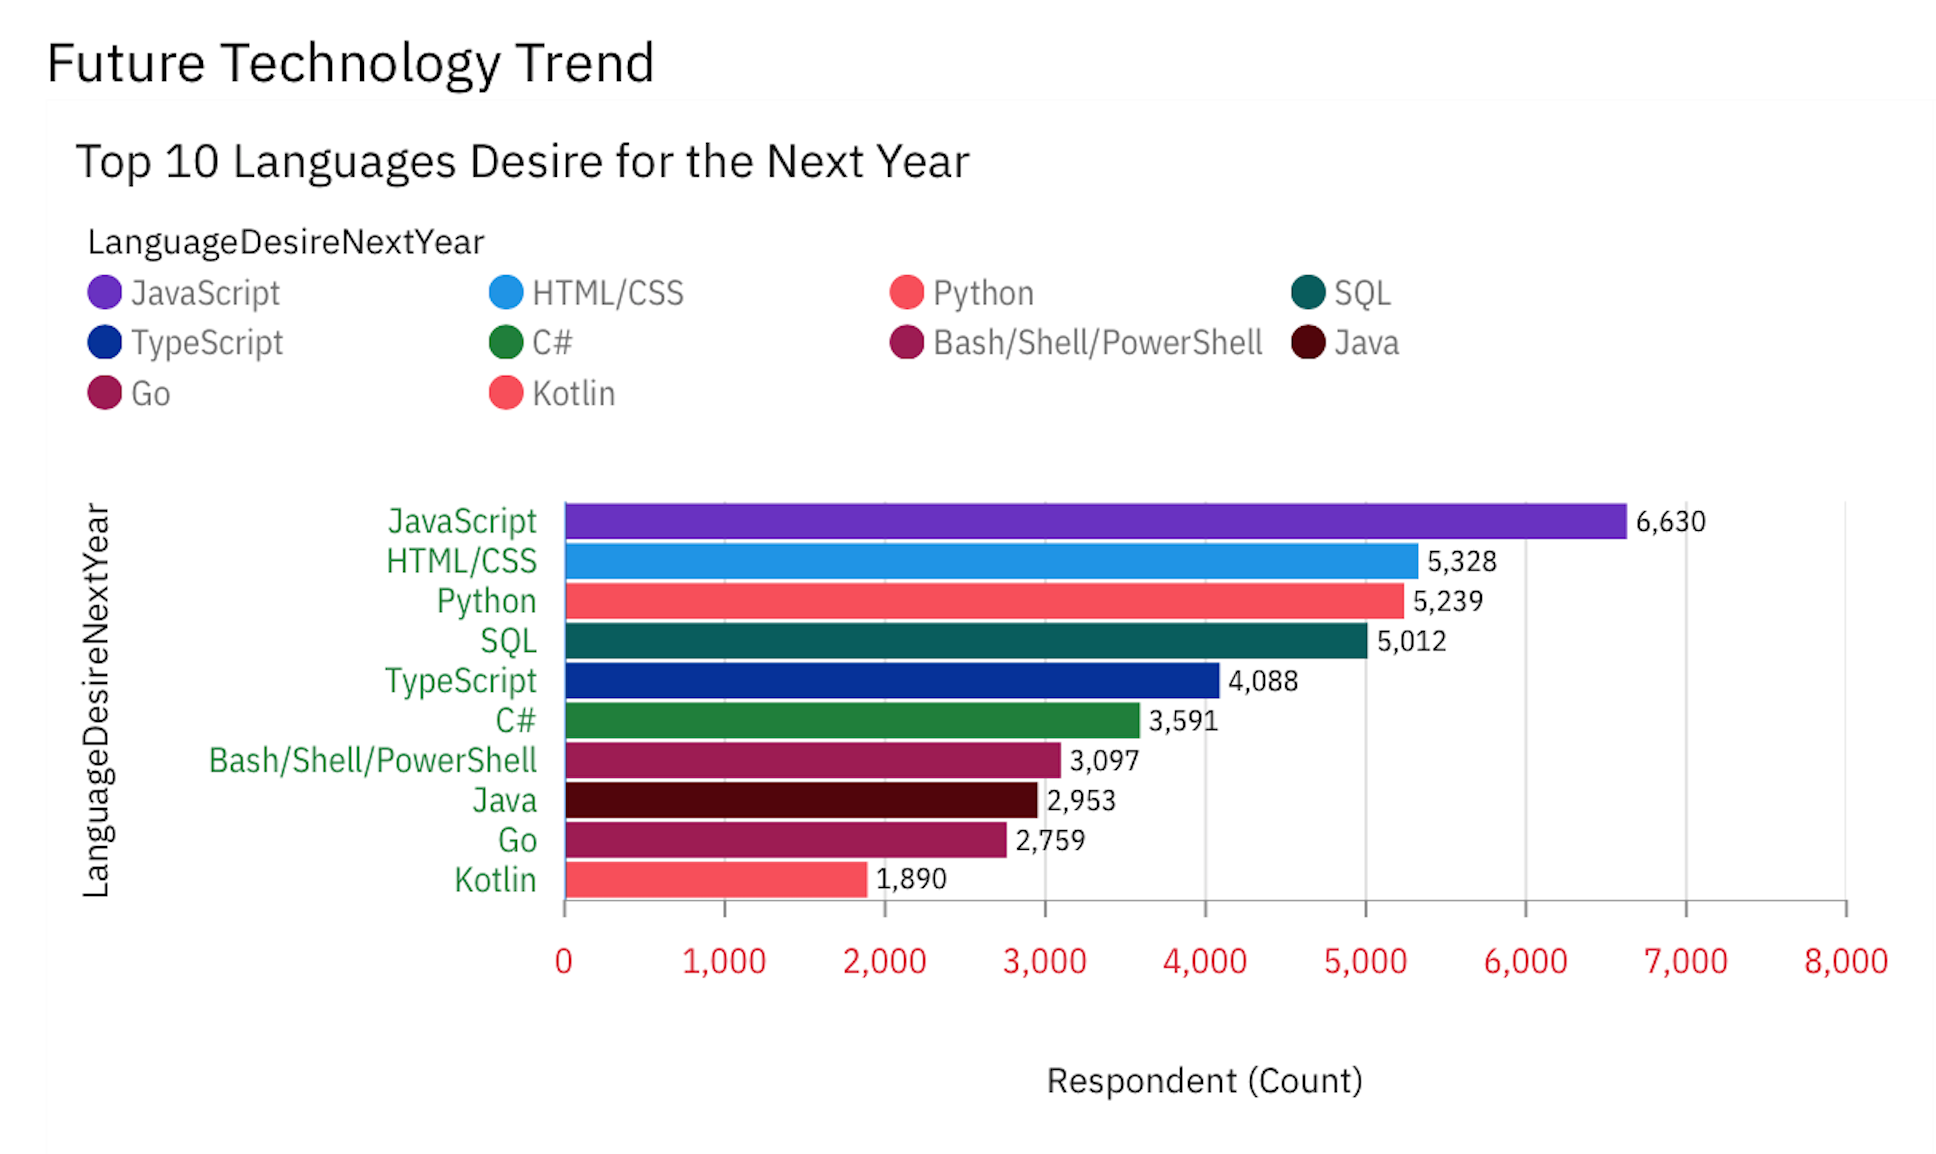 Future Technology Trend
Top 10 Languages Desire for the Next Year
LanguageDesireNextYear
JavaScript HTML/CSS Python SQL
TypeScript C# Bash/Shell/PowerShell Java
Go Kotlin
LanguageDesireNextYear
JavaScript 6,630
HTML/CSS 5,328
Python 5,239
SQL 5,012
TypeScript 4,088
C# 3,591
Bash/Shell/PowerShell 3,097
Java 2,953
Go 2,759
Kotlin 1,890
0 1,000 2,000 3,000 4,000 5,000 6,000 7,000 8,000
Respondent (Count)